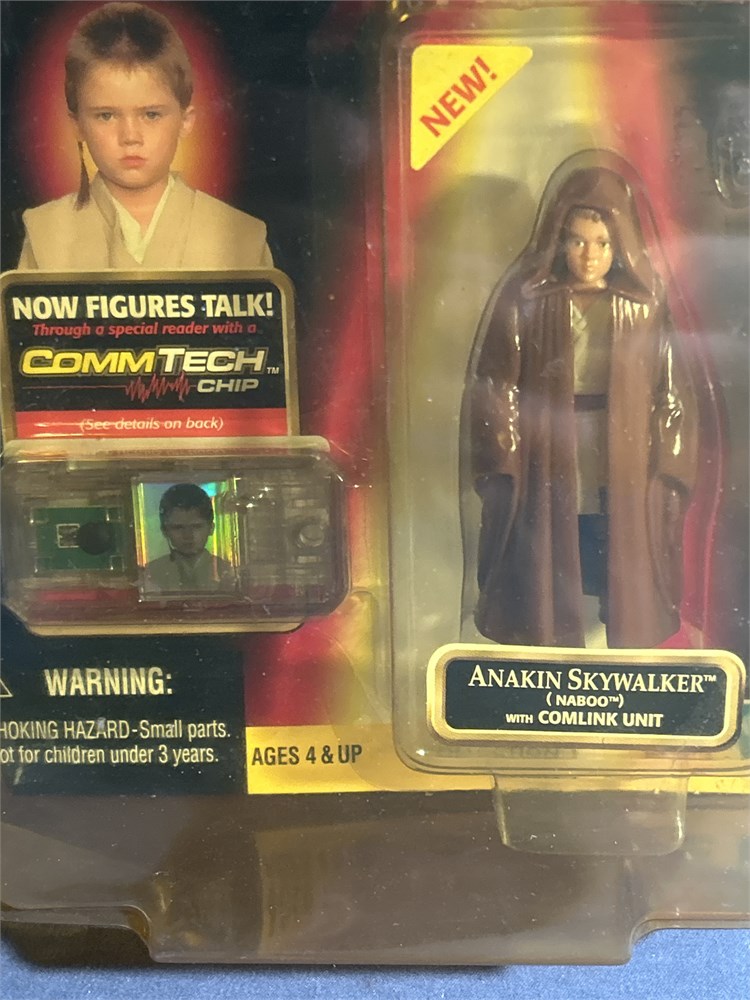 NEW!
NOW FIGURES TALK!
Through a special reader with a
COMMTECH™
CHIP
(See details on back)
ANAKIN SKYWALKER™
(NABOO™)
WITH COMLINK UNIT
WARNING:
HOKING HAZARD-Small parts.
ot for children under 3 years.
AGES 4 & UP